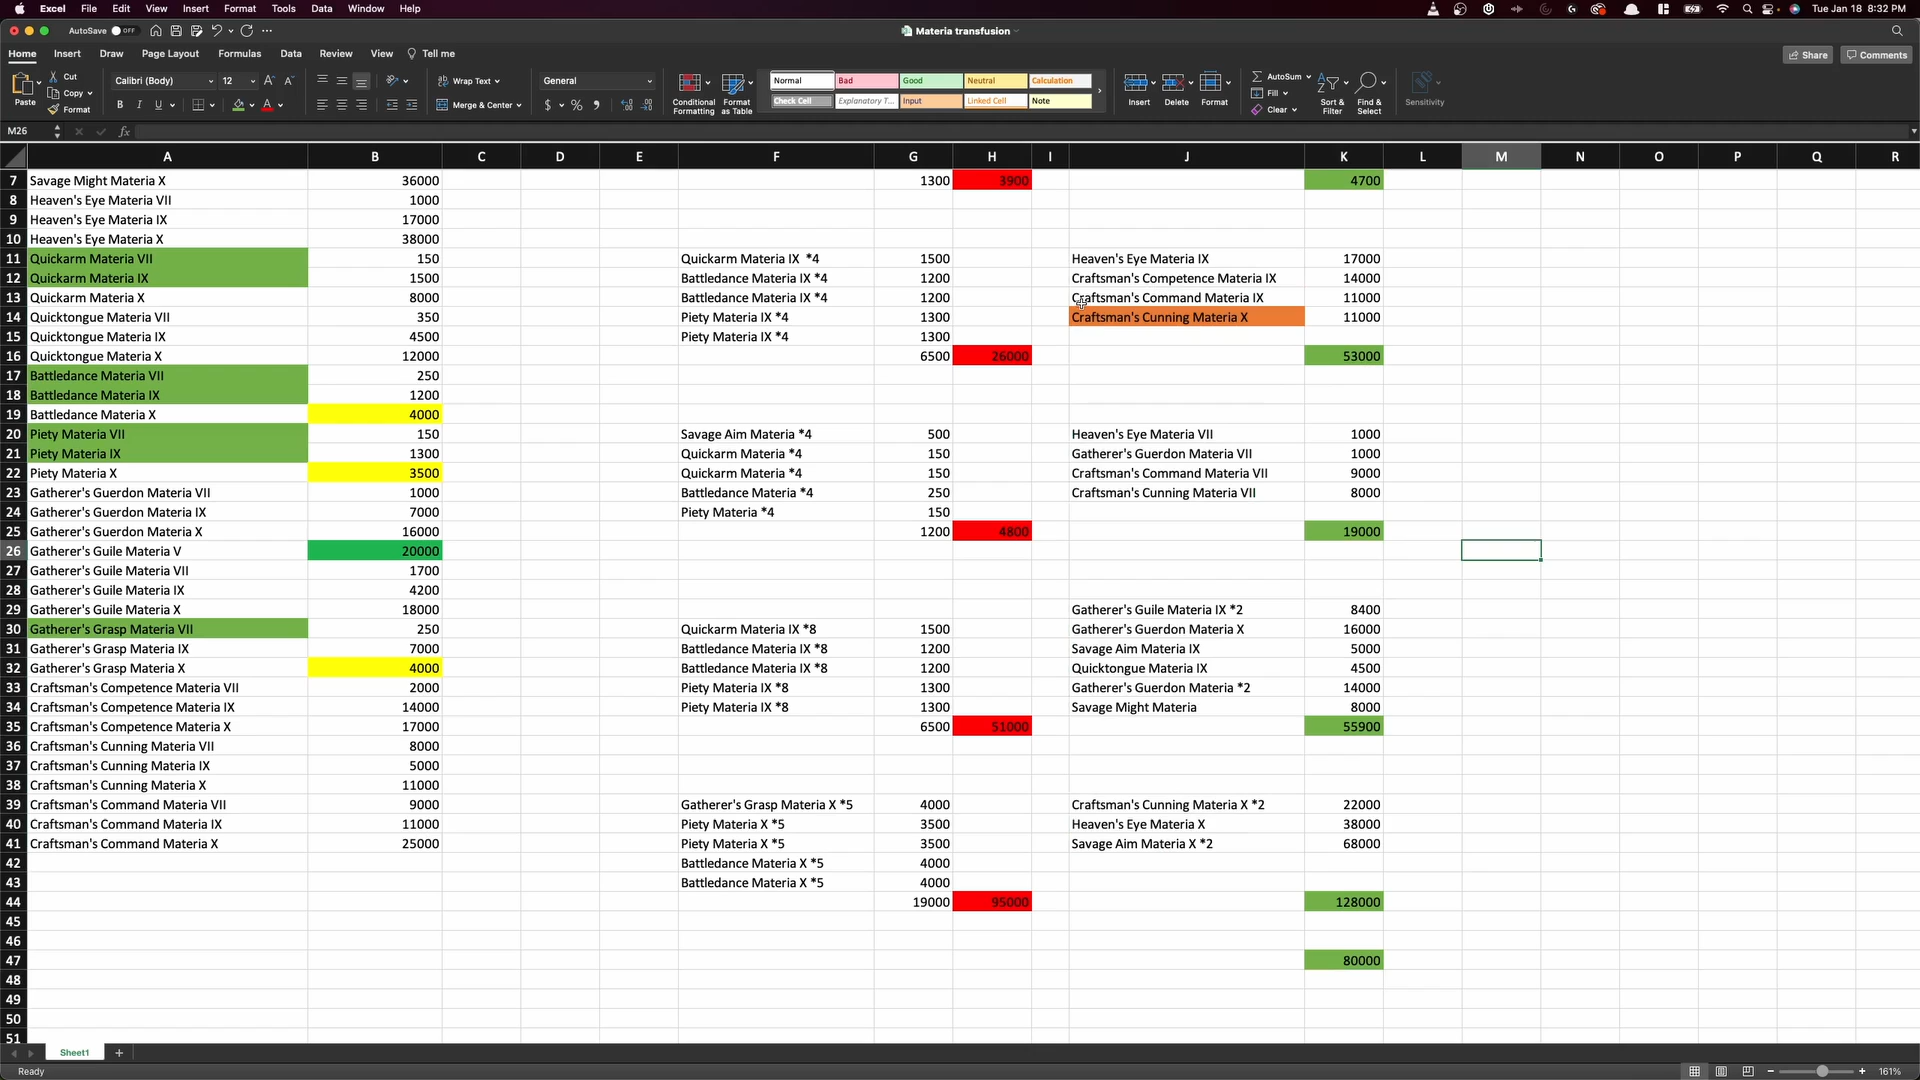 Excel File Edit View Insert Format Tools Data Window Help Tue Jan 18 8:32 PM
AutoSave OFF Materia transfusion
Home Insert Draw Page Layout Formulas Data Review View Tell me Share Comments
Paste Cut Copy Format Calibri (Body) 12 Wrap Text Merge & Center General
B I U $ %
Conditional Formatting Format as Table
Normal Bad Good Neutral Calculation
Check Cell Explanatory T... Input Linked Cell Note
Insert Delete Format AutoSum Fill Clear Sort & Filter Find & Select Sensitivity
M26 fx
A B C D E F G H I J K L M N O P Q R
7 Savage Might Materia X 36000 1300 3900 4700
8 Heaven's Eye Materia VII 1000
9 Heaven's Eye Materia IX 17000
10 Heaven's Eye Materia X 38000
11 Quickarm Materia VII 150 Quickarm Materia IX *4 1500 Heaven's Eye Materia IX 17000
12 Quickarm Materia IX 1500 Battledance Materia IX *4 1200 Craftsman's Competence Materia IX 14000
13 Quickarm Materia X 8000 Battledance Materia IX *4 1200 Craftsman's Command Materia IX 11000
14 Quicktongue Materia VII 350 Piety Materia IX *4 1300 Craftsman's Cunning Materia X 11000
15 Quicktongue Materia IX 4500 Piety Materia IX *4 1300
16 Quicktongue Materia X 12000 6500 26000 53000
17 Battledance Materia VII 250
18 Battledance Materia IX 1200
19 Battledance Materia X 4000
20 Piety Materia VII 150 Savage Aim Materia *4 500 Heaven's Eye Materia VII 1000
21 Piety Materia IX 1300 Quickarm Materia *4 150 Gatherer's Guerdon Materia VII 1000
22 Piety Materia X 3500 Quickarm Materia *4 150 Craftsman's Command Materia VII 9000
23 Gatherer's Guerdon Materia VII 1000 Battledance Materia *4 250 Craftsman's Cunning Materia VII 8000
24 Gatherer's Guerdon Materia IX 7000 Piety Materia *4 150
25 Gatherer's Guerdon Materia X 16000 1200 4800 19000
26 Gatherer's Guile Materia V 20000
27 Gatherer's Guile Materia VII 1700
28 Gatherer's Guile Materia IX 4200
29 Gatherer's Guile Materia X 18000 Gatherer's Guile Materia IX *2 8400
30 Gatherer's Grasp Materia VII 250 Quickarm Materia IX *8 1500 Gatherer's Guerdon Materia X 16000
31 Gatherer's Grasp Materia IX 7000 Battledance Materia IX *8 1200 Savage Aim Materia IX 5000
32 Gatherer's Grasp Materia X 4000 Battledance Materia IX *8 1200 Quicktongue Materia IX 4500
33 Craftsman's Competence Materia VII 2000 Piety Materia IX *8 1300 Gatherer's Guerdon Materia *2 14000
34 Craftsman's Competence Materia IX 14000 Piety Materia IX *8 1300 Savage Might Materia 8000
35 Craftsman's Competence Materia X 17000 6500 51000 55900
36 Craftsman's Cunning Materia VII 8000
37 Craftsman's Cunning Materia IX 5000
38 Craftsman's Cunning Materia X 11000
39 Craftsman's Command Materia VII 9000 Gatherer's Grasp Materia X *5 4000 Craftsman's Cunning Materia X *2 22000
40 Craftsman's Command Materia IX 11000 Piety Materia X *5 3500 Heaven's Eye Materia X 38000
41 Craftsman's Command Materia X 25000 Piety Materia X *5 3500 Savage Aim Materia X *2 68000
42 Battledance Materia X *5 4000
43 Battledance Materia X *5 4000
44 19000 95000 128000
45
46
47 80000
48
49
50
51
Sheet1 +
Ready 161%